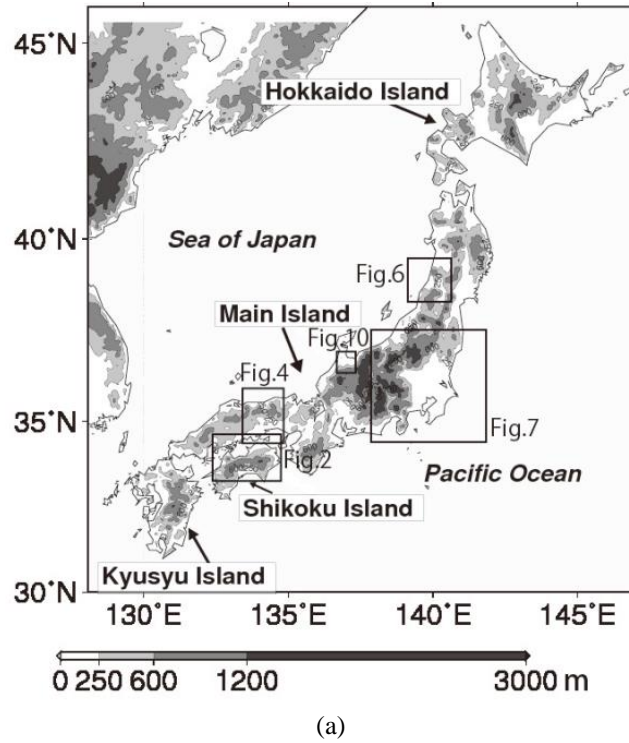 45°N
Hokkaido Island
40°N
Sea of Japan
Fig.6
Main Island
Fig.10
Fig.4
35°N
Fig.7
Fig.2
Pacific Ocean
Shikoku Island
Kyusyu Island
30°N
130°E 135°E 140°E 145°E
0 250 600 1200 3000 m
(a)